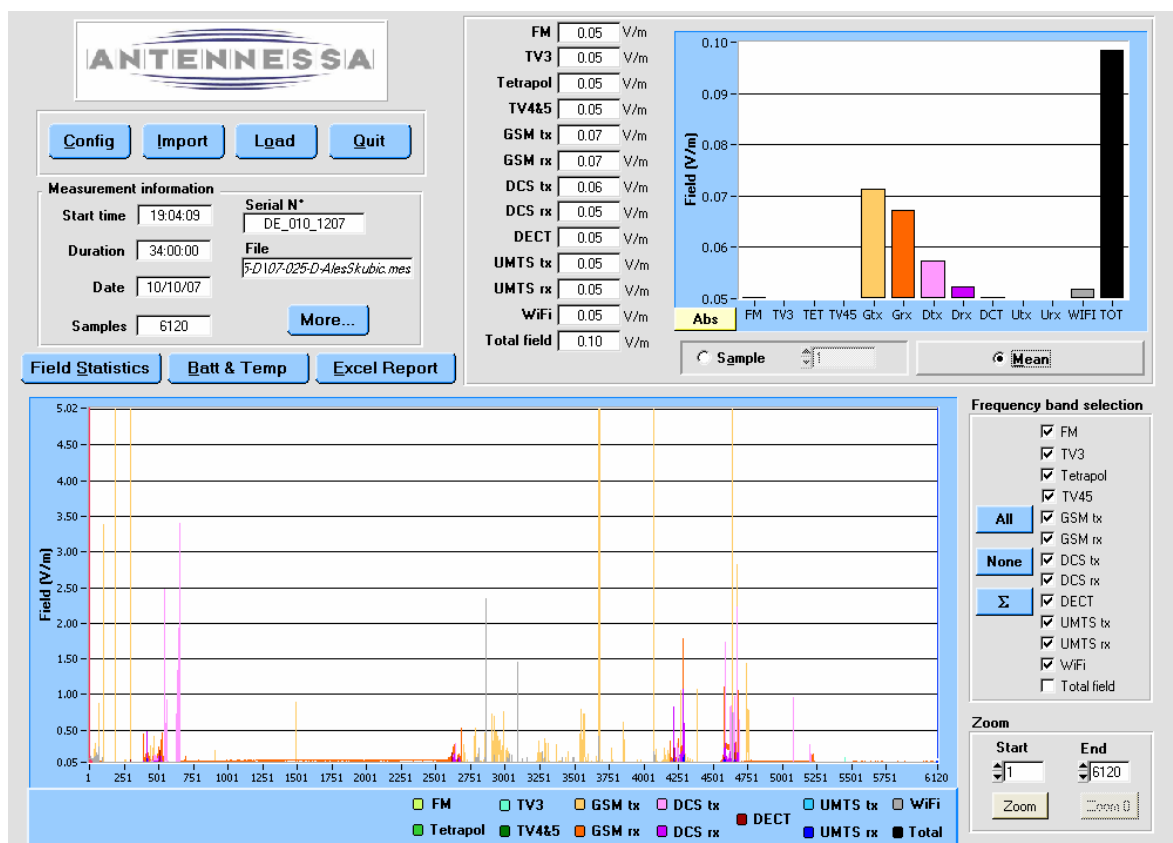 ANTENNESSA
Config Import Load Quit
Measurement information
Start time 19:04:09
Serial N°
DE_010_1207
Duration 34:00:00
File
5-D\07-025-D-AlesSkubic.mes
Date 10/10/07
Samples 6120
More...
Field Statistics Batt & Temp Excel Report
FM 0.05 V/m
TV3 0.05 V/m
Tetrapol 0.05 V/m
TV4&5 0.05 V/m
GSM tx 0.07 V/m
GSM rx 0.07 V/m
DCS tx 0.06 V/m
DCS rx 0.05 V/m
DECT 0.05 V/m
UMTS tx 0.05 V/m
UMTS rx 0.05 V/m
WiFi 0.05 V/m
Total field 0.10 V/m
Field (V/m)
0.10
0.09
0.08
0.07
0.06
0.05
Abs
FM TV3 TET TV45 Gtx Grx Dtx Drx DCT Utx Urx WIFI TOT
Sample 1 Mean
Field (V/m)
5.02
4.50
4.00
3.50
3.00
2.50
2.00
1.50
1.00
0.50
0.05
1 251 501 751 1001 1251 1501 1751 2001 2251 2501 2751 3001 3251 3501 3751 4001 4251 4501 4751 5001 5251 5501 5751 6120
FM TV3 GSM tx DCS tx DECT UMTS tx WiFi
Tetrapol TV4&5 GSM rx DCS rx UMTS rx Total
Frequency band selection
FM
TV3
Tetrapol
TV45
All GSM tx
GSM rx
None DCS tx
DCS rx
Σ DECT
UMTS tx
UMTS rx
WiFi
Total field
Zoom
Start End
1 6120
Zoom Zoom 0